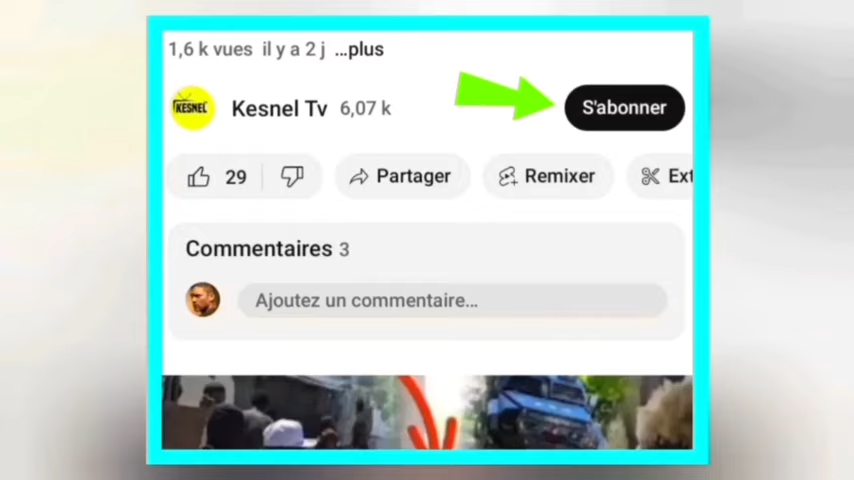 1,6 k vues il y a 2 j ...plus
KESNEL
Kesnel Tv 6,07 k
S'abonner
29
Partager
Remixer
Ext
Commentaires 3
Ajoutez un commentaire...